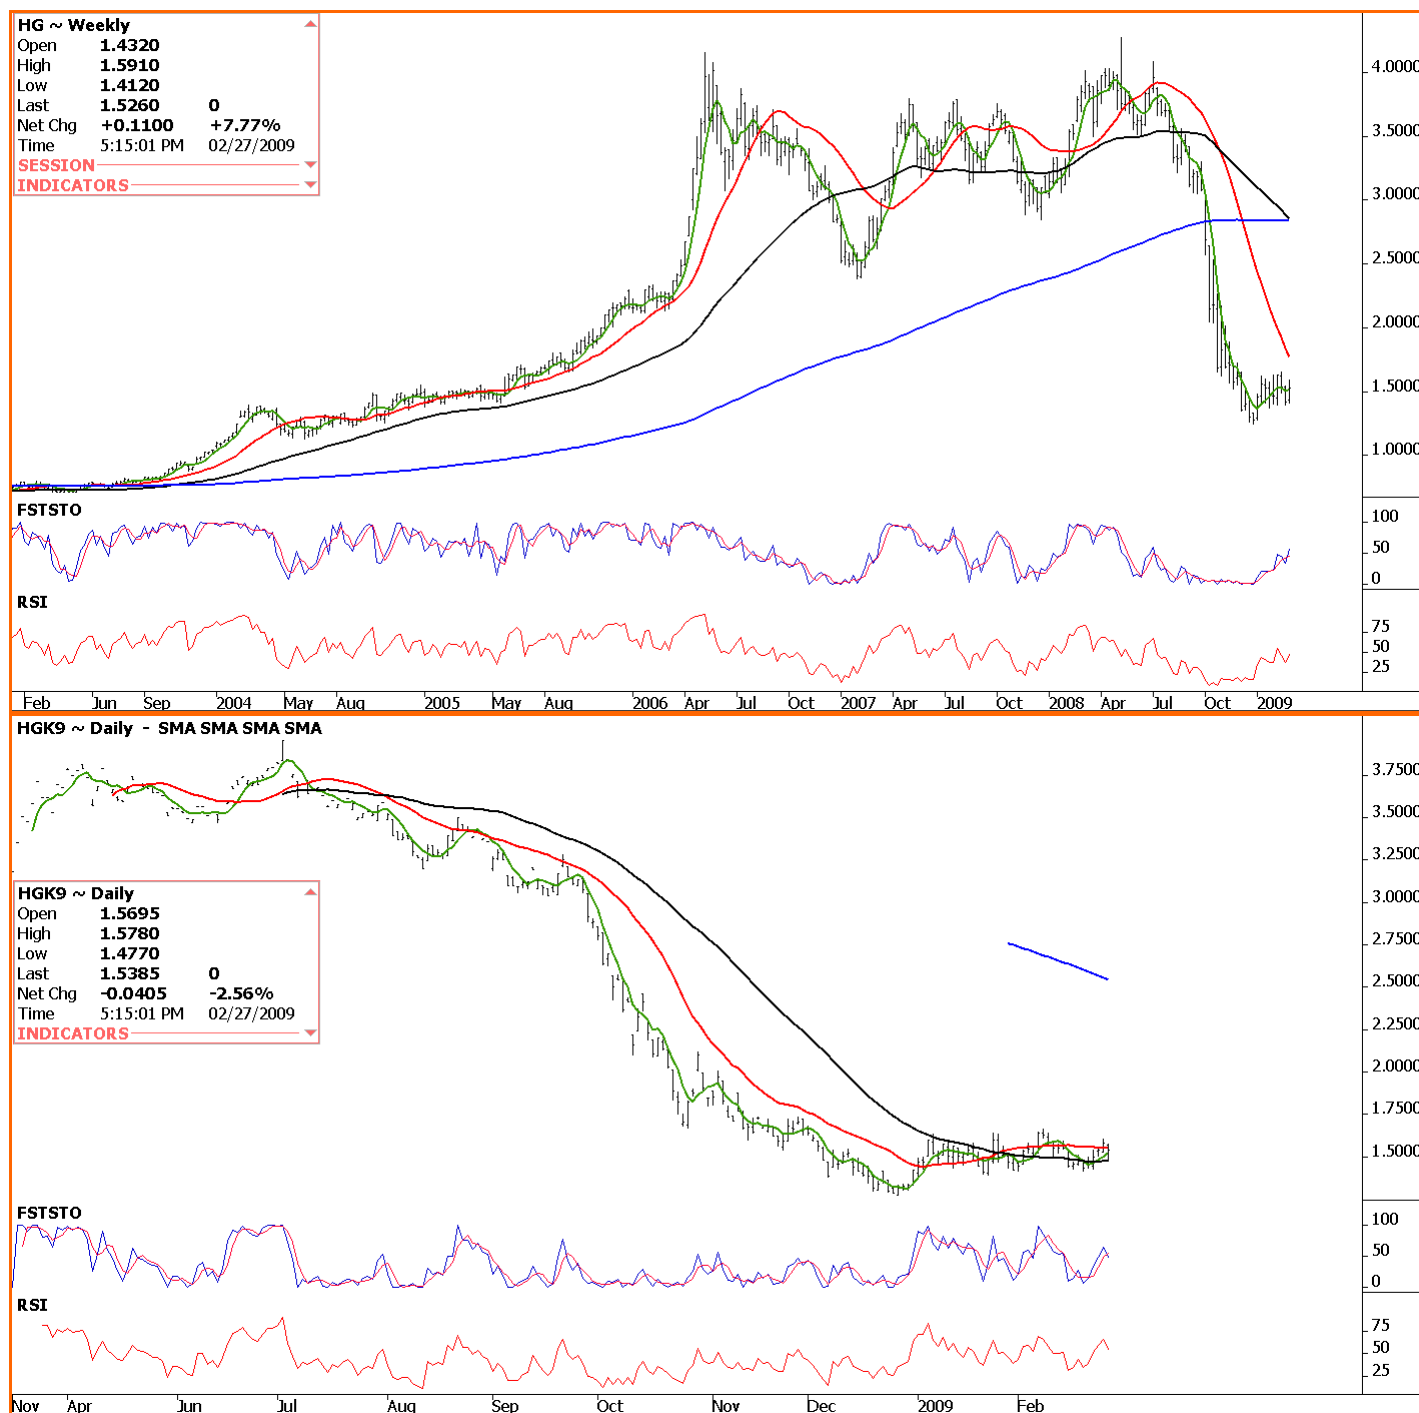 HG ~ Weekly
Open 1.4320
High 1.5910
Low 1.4120
Last 1.5260 0
Net Chg +0.1100 +7.77%
Time 5:15:01 PM 02/27/2009
SESSION
INDICATORS
4.0000
3.5000
3.0000
2.5000
2.0000
1.5000
1.0000
FSTSTO
100
50
0
RSI
75
50
25
Feb Jun Sep 2004 May Aug 2005 May Aug 2006 Apr Jul Oct 2007 Apr Jul Oct 2008 Apr Jul Oct 2009
HGK9 ~ Daily - SMA SMA SMA SMA
3.7500
3.5000
3.2500
3.0000
2.7500
2.5000
2.2500
2.0000
1.7500
1.5000
HGK9 ~ Daily
Open 1.5695
High 1.5780
Low 1.4770
Last 1.5385 0
Net Chg -0.0405 -2.56%
Time 5:15:01 PM 02/27/2009
INDICATORS
FSTSTO
100
50
0
RSI
75
50
25
Nov Apr Jun Jul Aug Sep Oct Nov Dec 2009 Feb